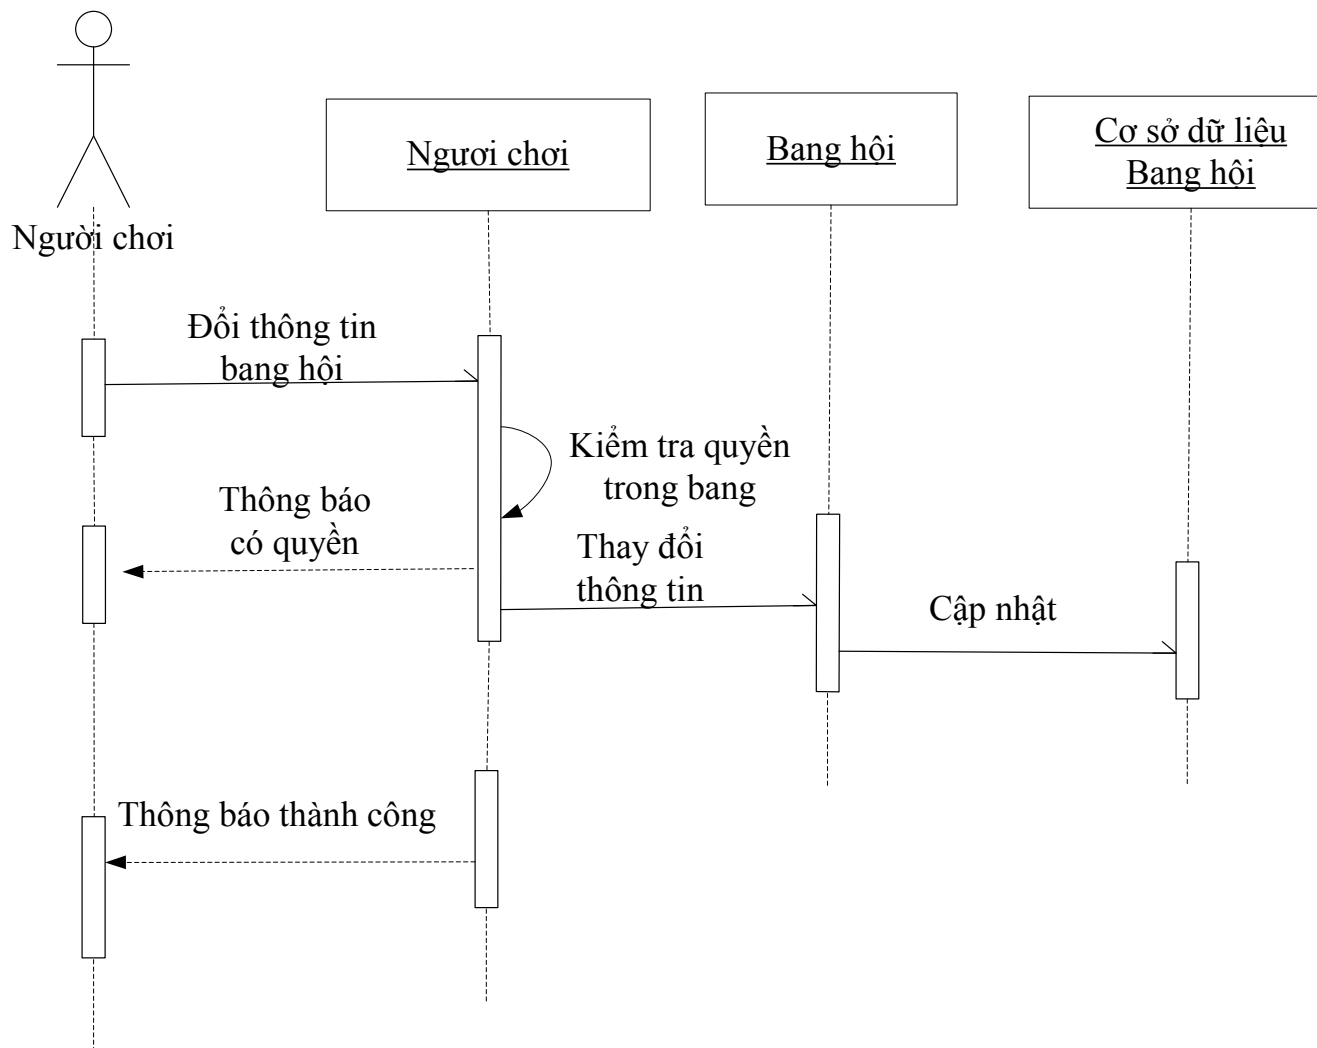 Ngươi chơi
Bang hội
Cơ sở dữ liệu
Bang hội
Người chơi
Đổi thông tin
bang hội
Kiểm tra quyền
trong bang
Thông báo
có quyền
Thay đổi
thông tin
Cập nhật
Thông báo thành công